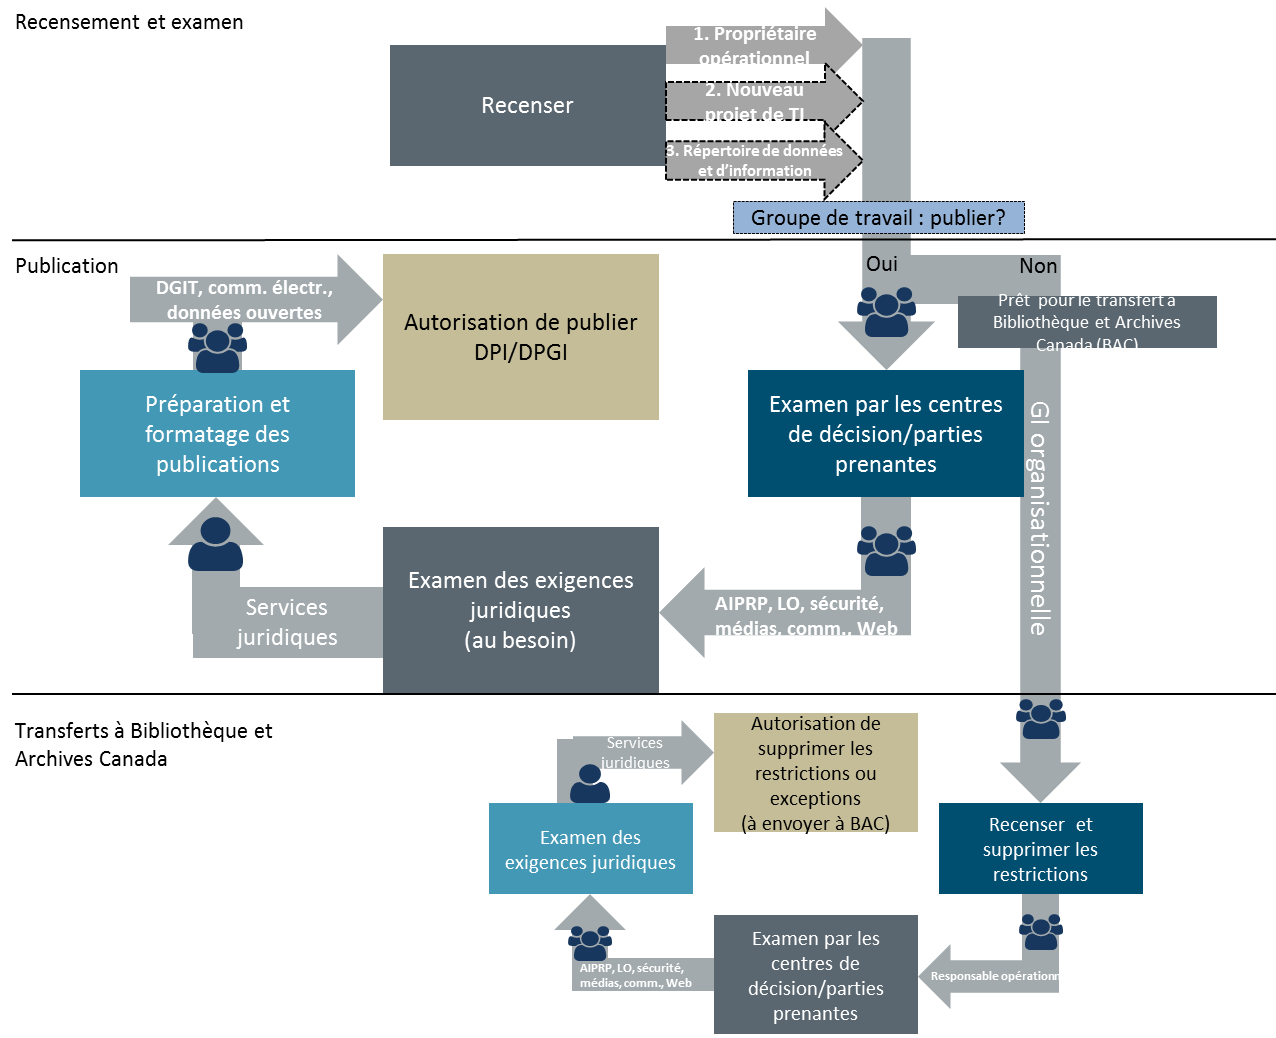 Recensement et examen
Recenser
1. Propriétaire
opérationnel
2. Nouveau
projet de TI
3. Répertoire de données
et d'information
Groupe de travail : publier?
Publication
Oui
Non
DGIT, comm. électr.,
données ouvertes
Autorisation de publier
DPI/DPGI
Prêt pour le transfert à
Bibliothèque et Archives
Canada (BAC)
Préparation et
formatage des
publications
Examen par les centres
de décision/parties
prenantes
GI organisationnelle
Examen des exigences
juridiques
(au besoin)
Services
juridiques
AIPRP, LO, sécurité,
médias, comm., Web
Transferts à Bibliothèque et
Archives Canada
Services
juridiques
Autorisation de
supprimer les
restrictions ou
exceptions
(à envoyer à BAC)
Examen des
exigences juridiques
Recenser et
supprimer les
restrictions
Examen par les
centres de
décision/parties
prenantes
AIPRP, LO, sécurité,
médias, comm., Web
Responsable opérationn